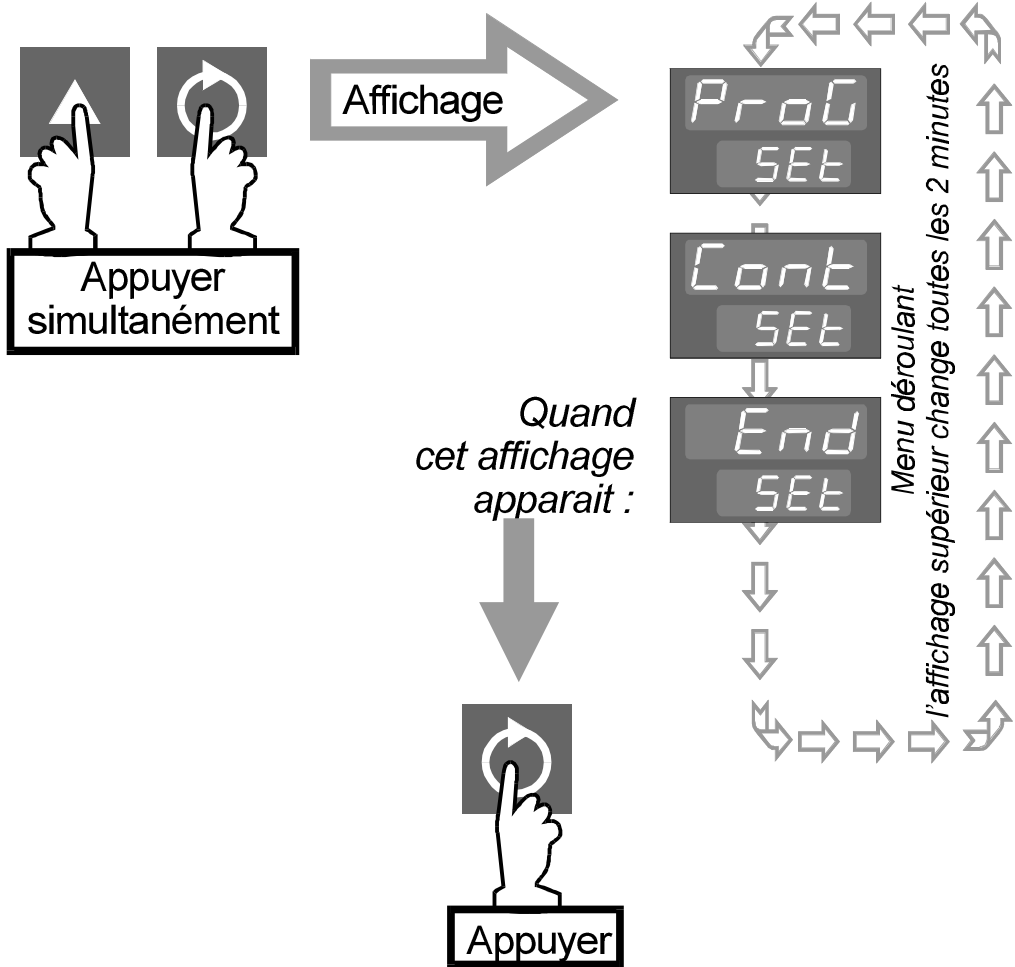 Affichage
Appuyer
simultanément
ProG
SEt
Cont
SEt
End
SEt
Menu déroulant
l'affichage supérieur change toutes les 2 minutes
Quand
cet affichage
apparait :
Appuyer